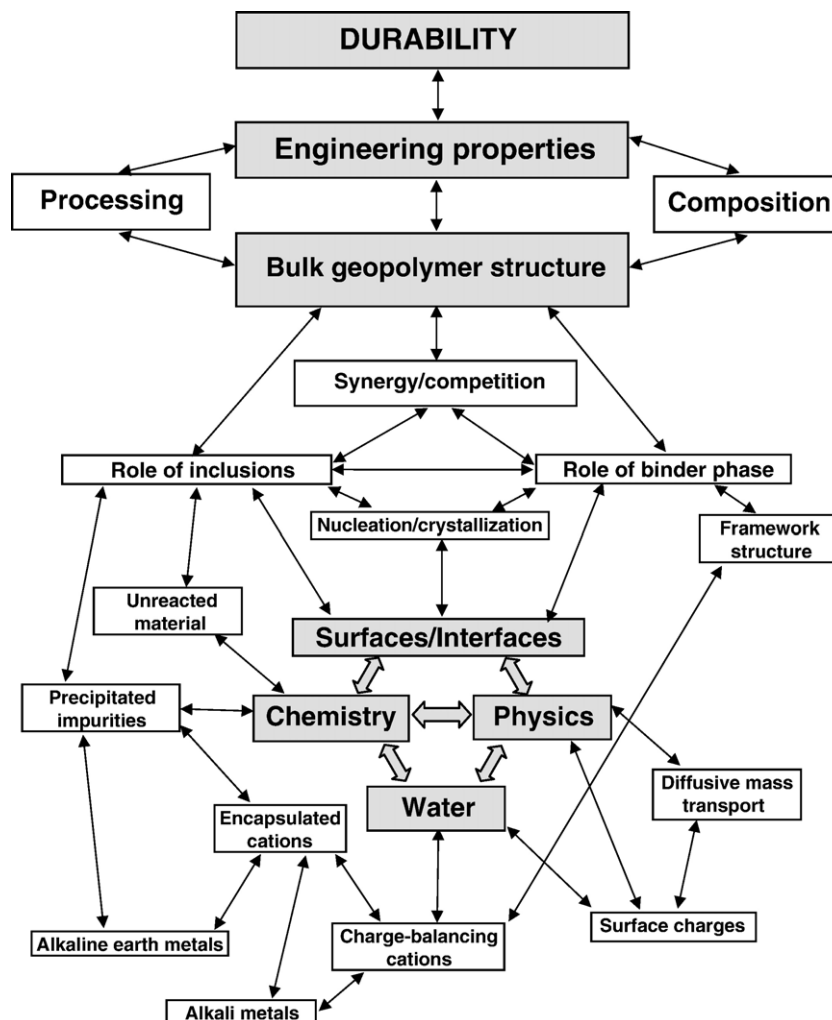 DURABILITY
Engineering properties
Processing
Composition
Bulk geopolymer structure
Synergy/competition
Role of inclusions
Role of binder phase
Nucleation/crystallization
Framework
structure
Unreacted
material
Surfaces/Interfaces
Precipitated
impurities
Chemistry
Physics
Diffusive mass
transport
Water
Encapsulated
cations
Alkaline earth metals
Charge-balancing
cations
Surface charges
Alkali metals